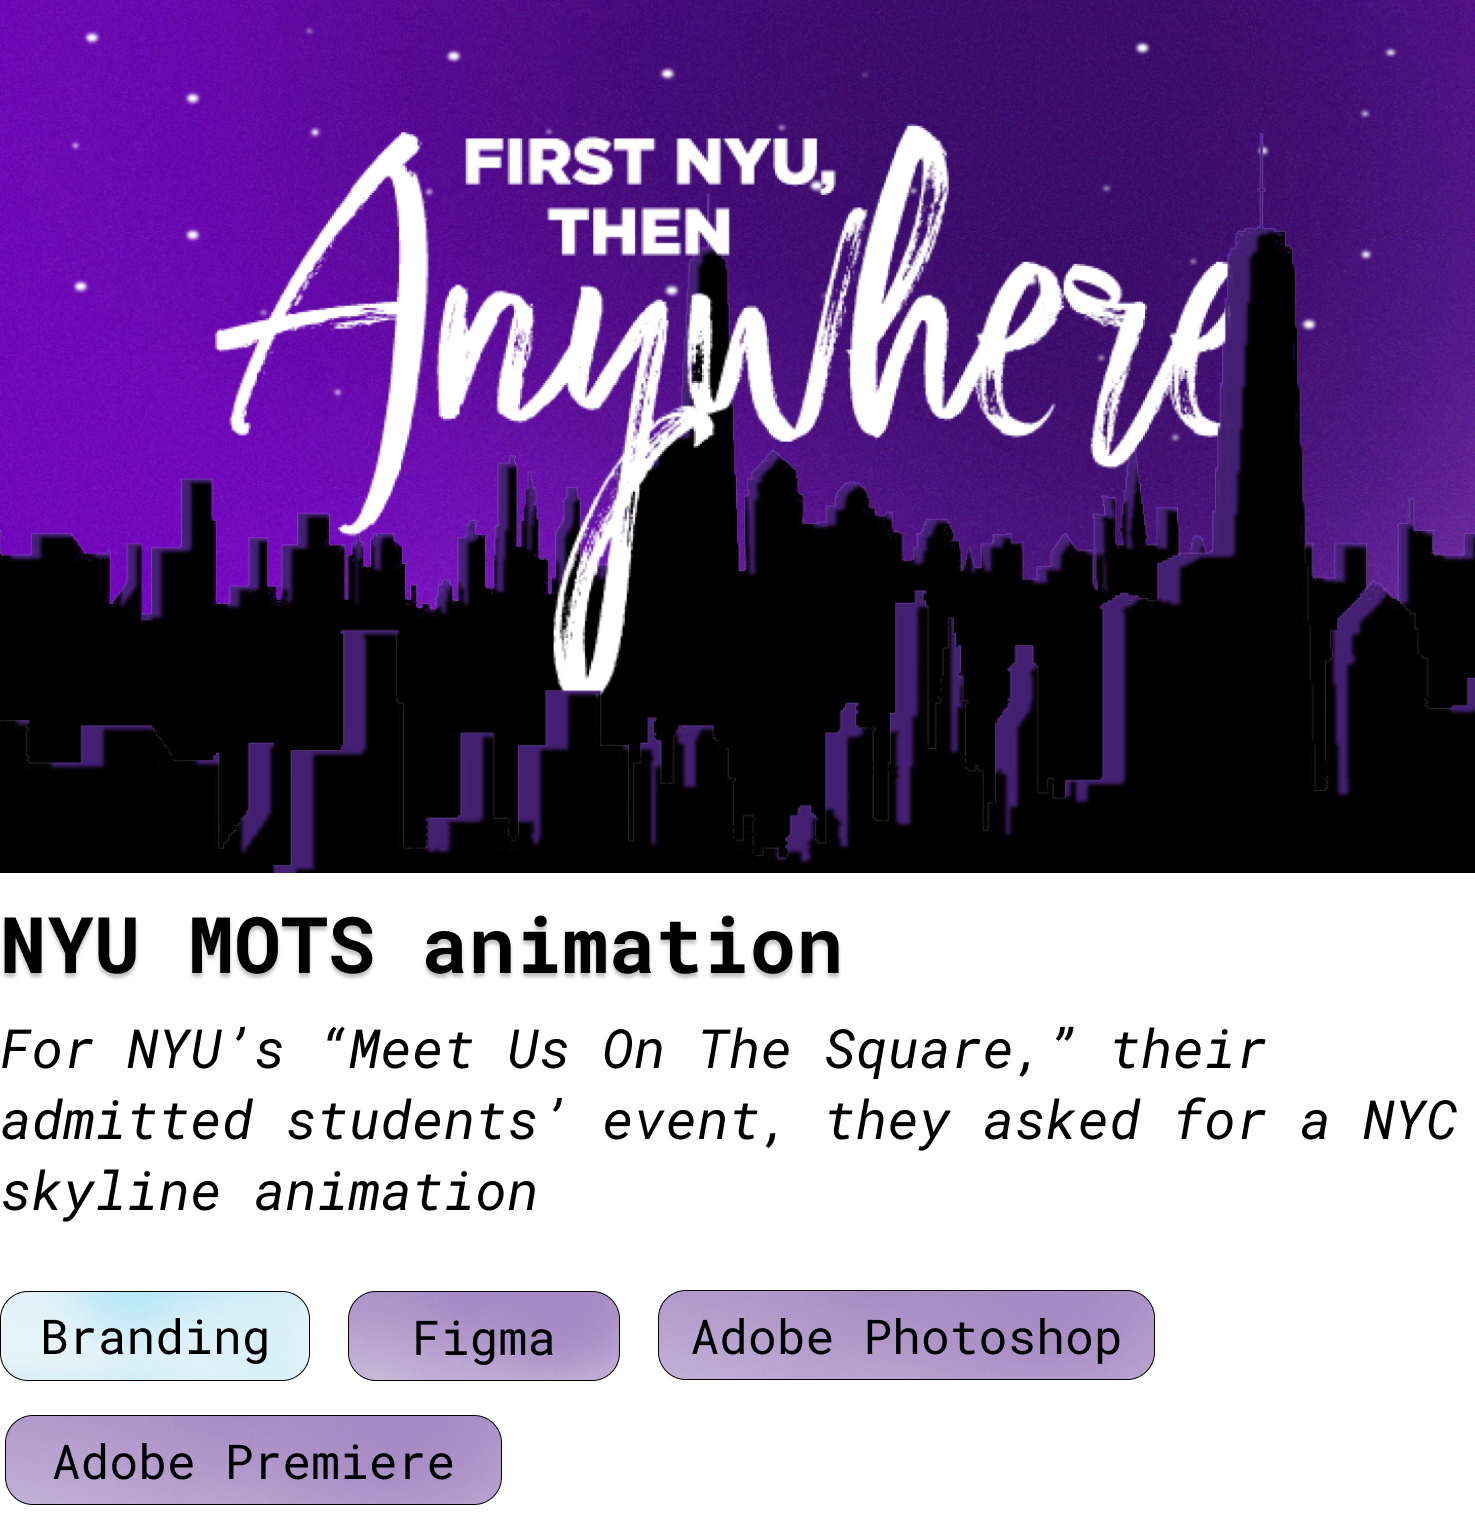 FIRST NYU,
THEN
Anywhere
NYU MOTS animation
For NYU’s “Meet Us On The Square,” their
admitted students’ event, they asked for a NYC
skyline animation
Branding
Figma
Adobe Photoshop
Adobe Premiere